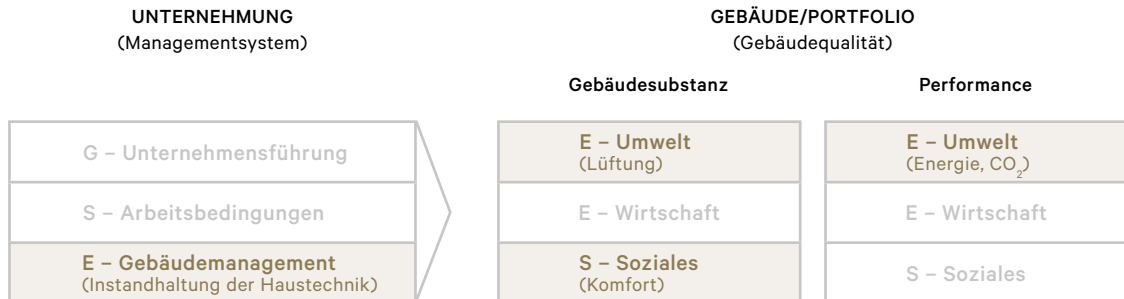 UNTERNEHMUNG
(Managementsystem)
GEBÄUDE/PORTFOLIO
(Gebäudequalität)
Gebäudesubstanz
Performance
G – Unternehmensführung
S – Arbeitsbedingungen
E – Gebäudemanagement
(Instandhaltung der Haustechnik)
E – Umwelt
(Lüftung)
E – Wirtschaft
S – Soziales
(Komfort)
E – Umwelt
(Energie, CO₂)
E – Wirtschaft
S – Soziales